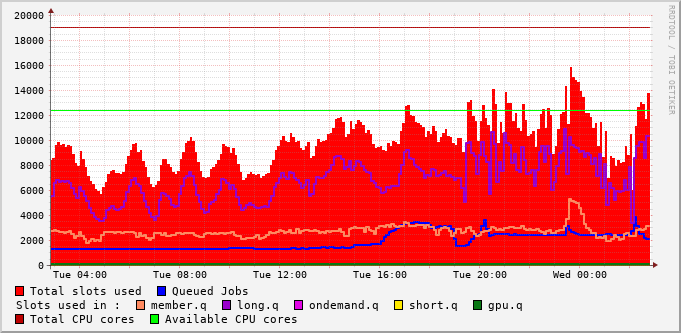 RRDTOOL / TOBI OETIKER
20000
18000
16000
14000
12000
10000
8000
6000
4000
2000
0
Tue 04:00 Tue 08:00 Tue 12:00 Tue 16:00 Tue 20:00 Wed 00:00
Total slots used Queued Jobs
Slots used in : member.q long.q ondemand.q short.q gpu.q
Total CPU cores Available CPU cores